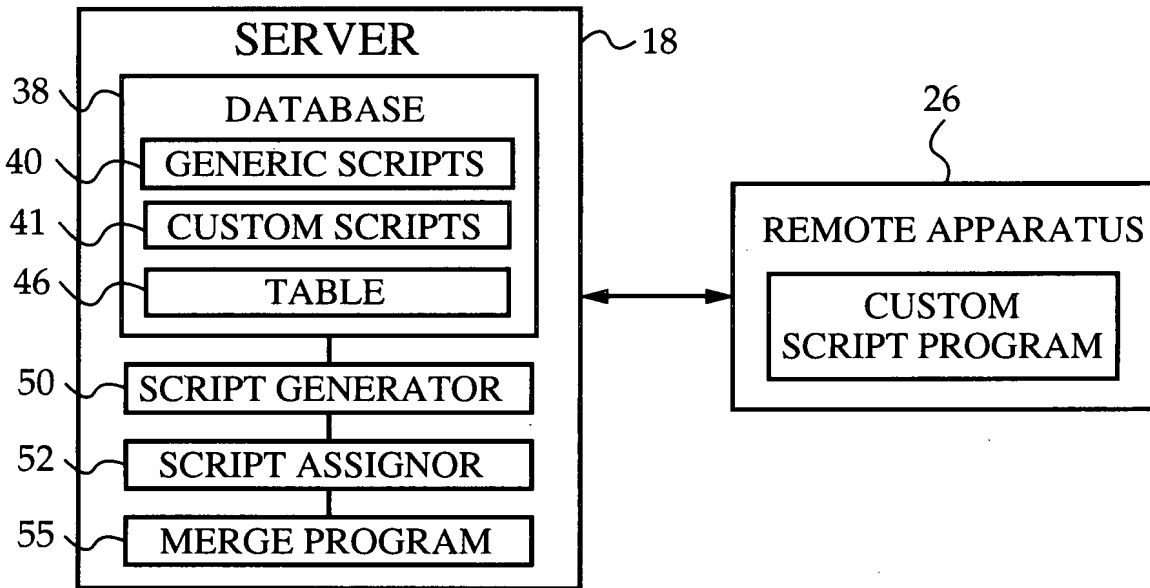 SERVER
18
38
DATABASE
40
GENERIC SCRIPTS
41
CUSTOM SCRIPTS
46
TABLE
50
SCRIPT GENERATOR
52
SCRIPT ASSIGNOR
55
MERGE PROGRAM
26
REMOTE APPARATUS
CUSTOM
SCRIPT PROGRAM